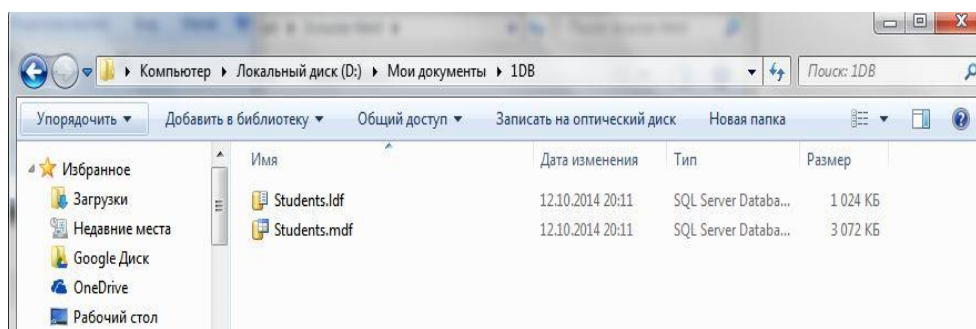 Компьютер ▸ Локальный диск (D:) ▸ Мои документы ▸ 1DB
Поиск: 1DB
Упорядочить ▾ Добавить в библиотеку ▾ Общий доступ ▾ Записать на оптический диск Новая папка
Избранное
Загрузки
Недавние места
Google Диск
OneDrive
Рабочий стол
Имя Дата изменения Тип Размер
Students.ldf 12.10.2014 20:11 SQL Server Databa... 1 024 КБ
Students.mdf 12.10.2014 20:11 SQL Server Databa... 3 072 КБ